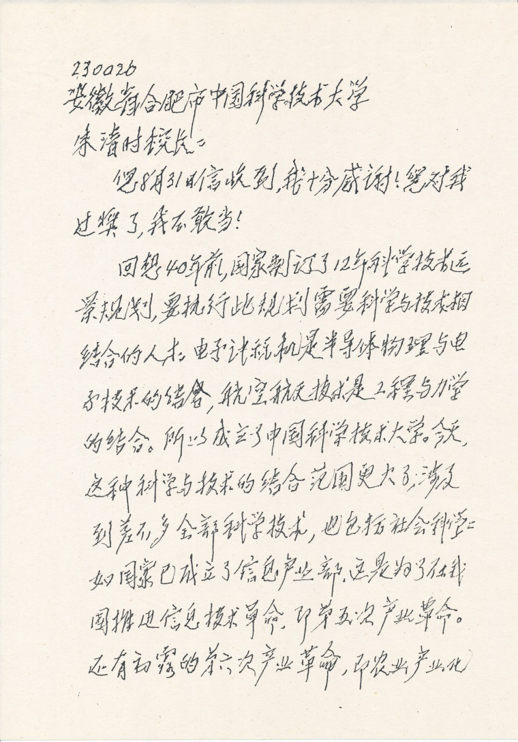 230026
安徽省合肥市中国科学技术大学
朱清时校长：
您8月31日信收到，我十分感谢！您对我
过奖了，我不敢当！
回想40年前，国家制订了12年科学技术远
景规划，要执行此规划需要科学与技术相
结合的人才。电子计算机是半导体物理与电
子技术的结合，航空航天技术是工程与力学
的结合。所以成立了中国科学技术大学。今天，
这种科学与技术的结合范围更大了，涉及
到差不多全部科学技术，也包括社会科学：
如国家已成立了信息产业部，这是为了在我
国推进信息技术革命，即第五次产业革命。
还有初露的第六次产业革命，即农业产业化